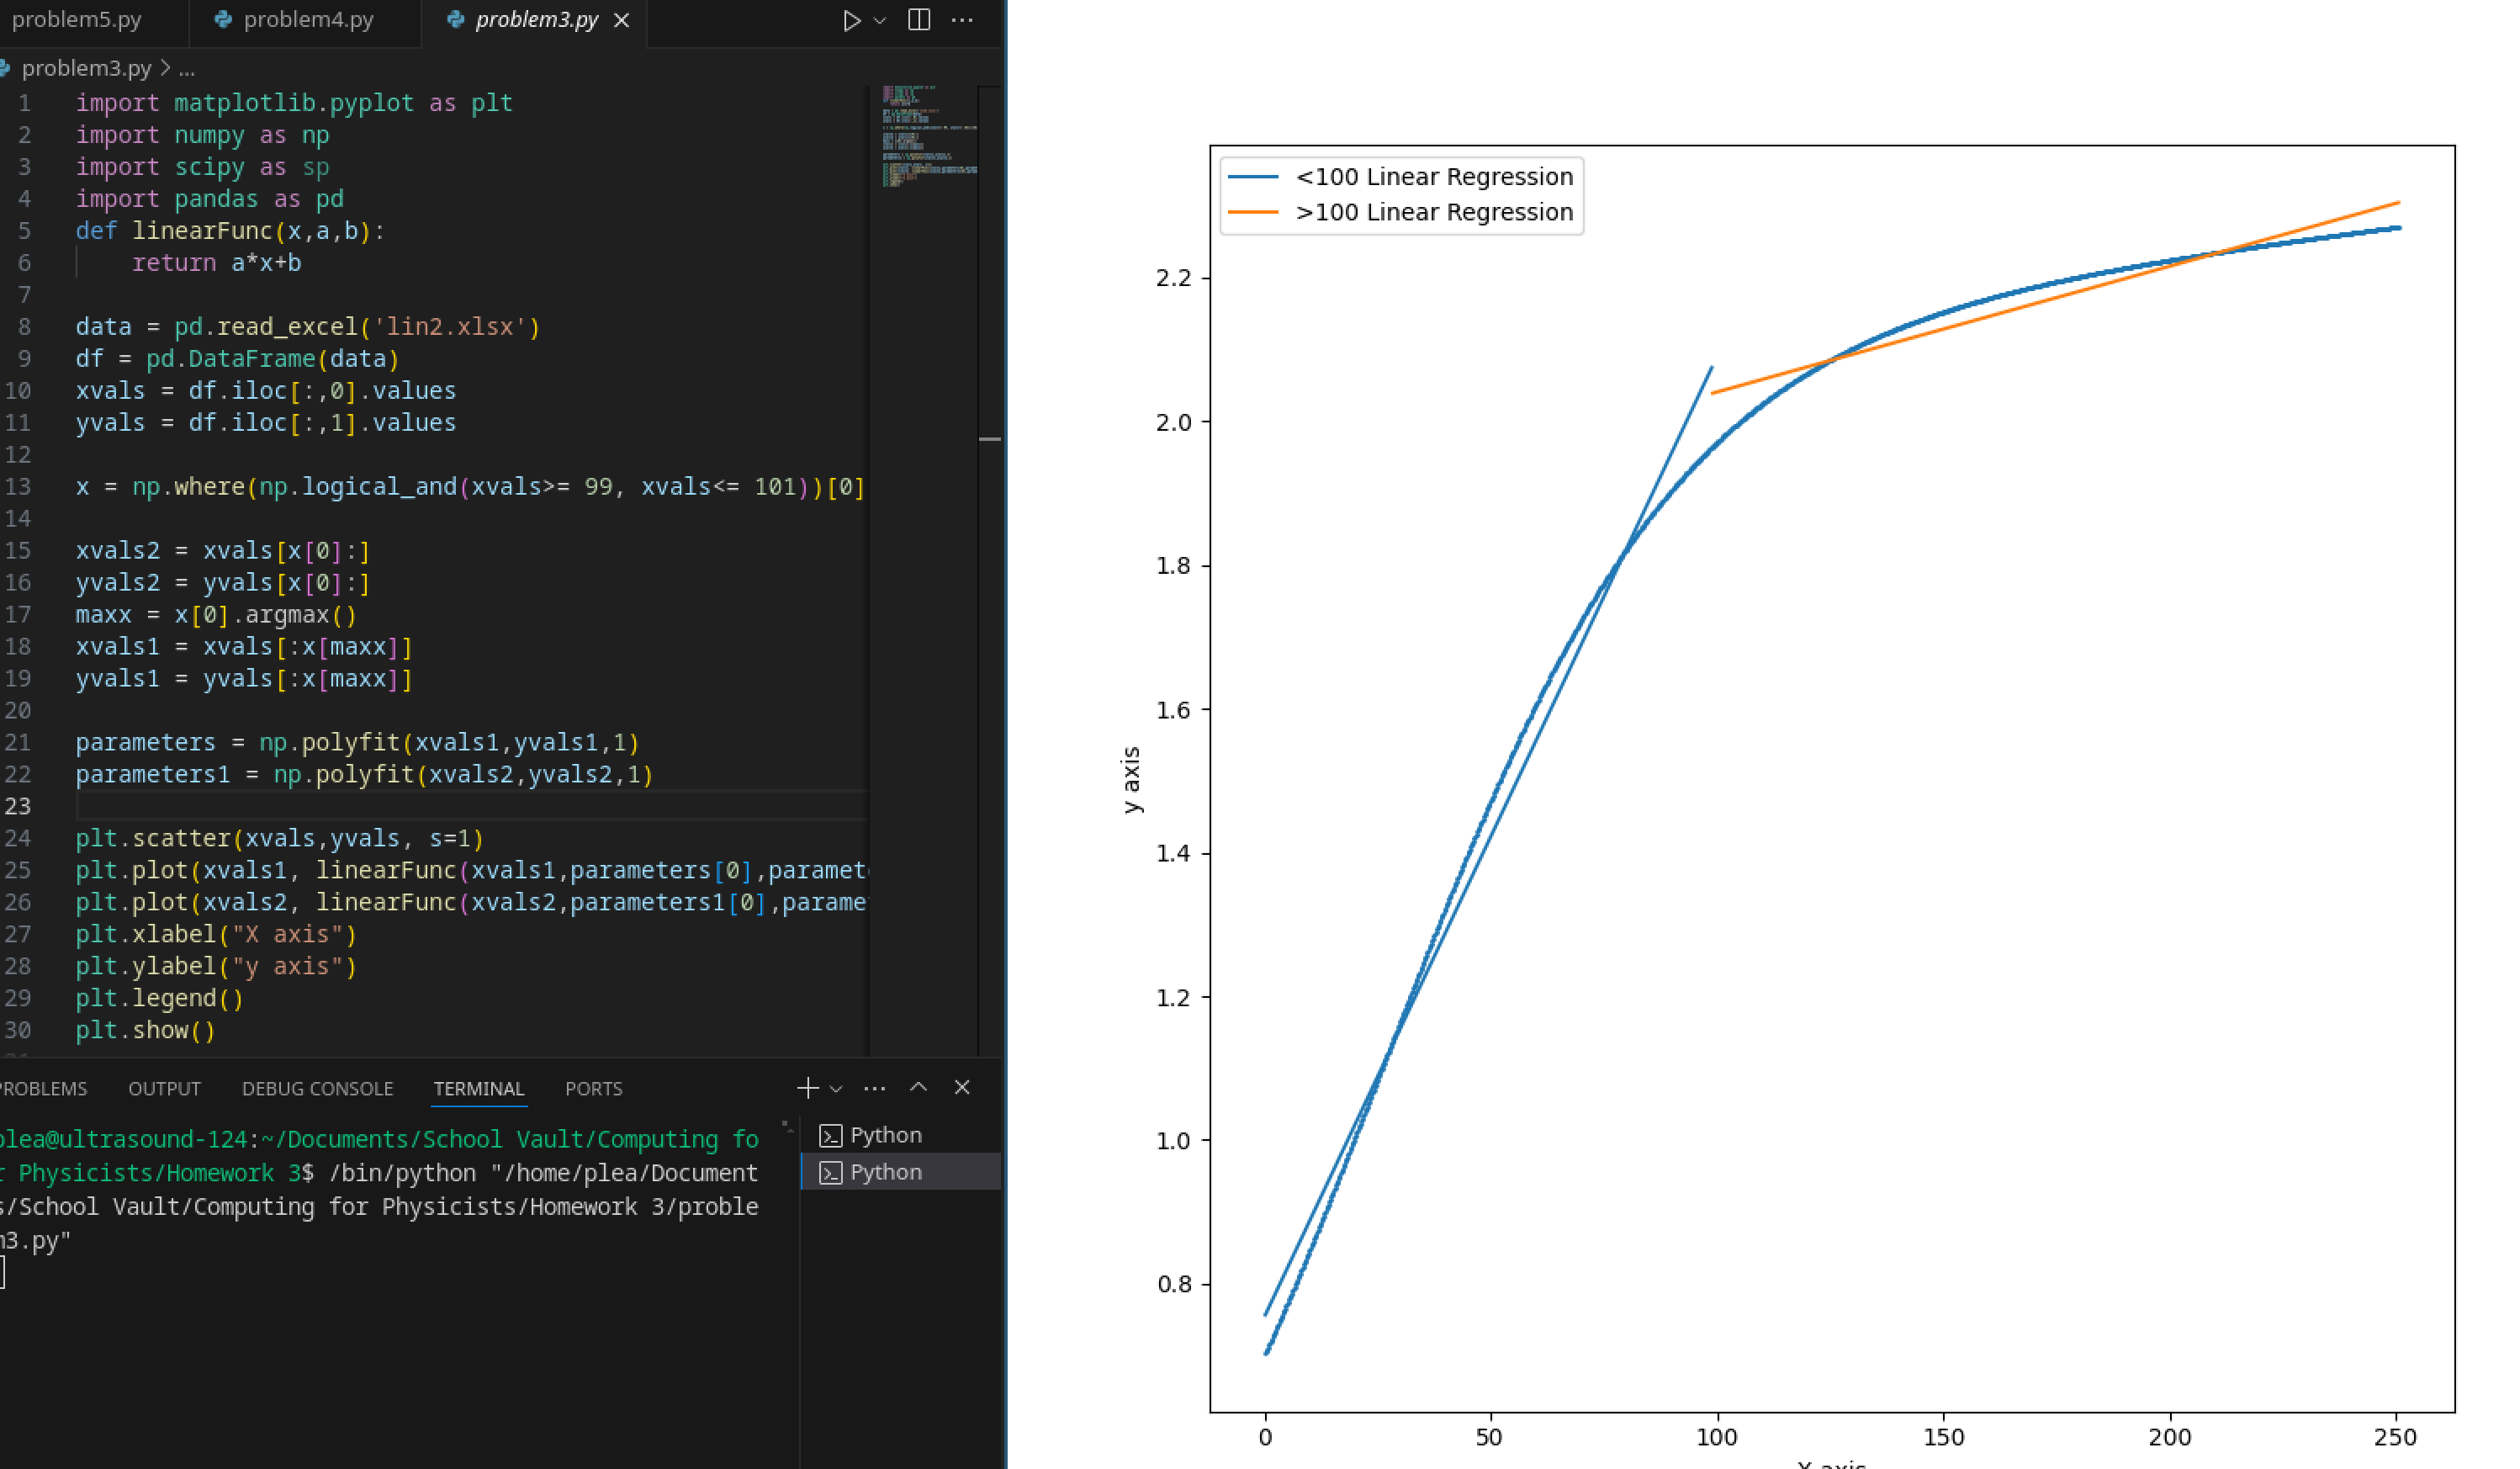 problem5.py problem4.py problem3.py
problem3.py > ...
1 import matplotlib.pyplot as plt
2 import numpy as np
3 import scipy as sp
4 import pandas as pd
5 def linearFunc(x,a,b):
6 return a*x+b
7
8 data = pd.read_excel('lin2.xlsx')
9 df = pd.DataFrame(data)
10 xvals = df.iloc[:,0].values
11 yvals = df.iloc[:,1].values
12
13 x = np.where(np.logical_and(xvals>= 99, xvals<= 101))[0]
14
15 xvals2 = xvals[x[0]:]
16 yvals2 = yvals[x[0]:]
17 maxx = x[0].argmax()
18 xvals1 = xvals[:x[maxx]]
19 yvals1 = yvals[:x[maxx]]
20
21 parameters = np.polyfit(xvals1,yvals1,1)
22 parameters1 = np.polyfit(xvals2,yvals2,1)
23
24 plt.scatter(xvals,yvals, s=1)
25 plt.plot(xvals1, linearFunc(xvals1,parameters[0],paramet
26 plt.plot(xvals2, linearFunc(xvals2,parameters1[0],parame
27 plt.xlabel("X axis")
28 plt.ylabel("y axis")
29 plt.legend()
30 plt.show()
PROBLEMS OUTPUT DEBUG CONSOLE TERMINAL PORTS
plea@ultrasound-124:~/Documents/School Vault/Computing fo
r Physicists/Homework 3$ /bin/python "/home/plea/Document
s/School Vault/Computing for Physicists/Homework 3/proble
m3.py"
Python
Python
<100 Linear Regression
>100 Linear Regression
2.2
2.0
1.8
1.6
1.4
1.2
1.0
0.8
y axis
0 50 100 150 200 250
X axis